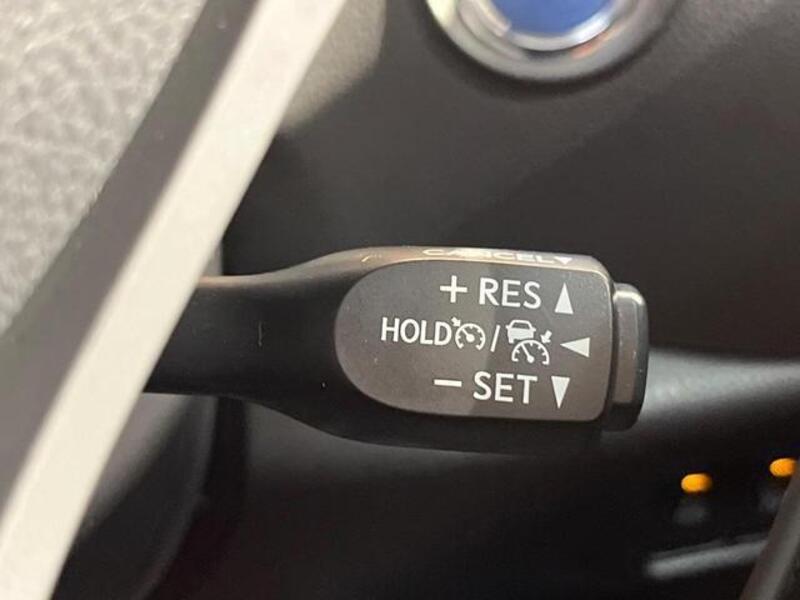 CANCEL▼
+ RES ▲
HOLD / ◀
− SET ▼